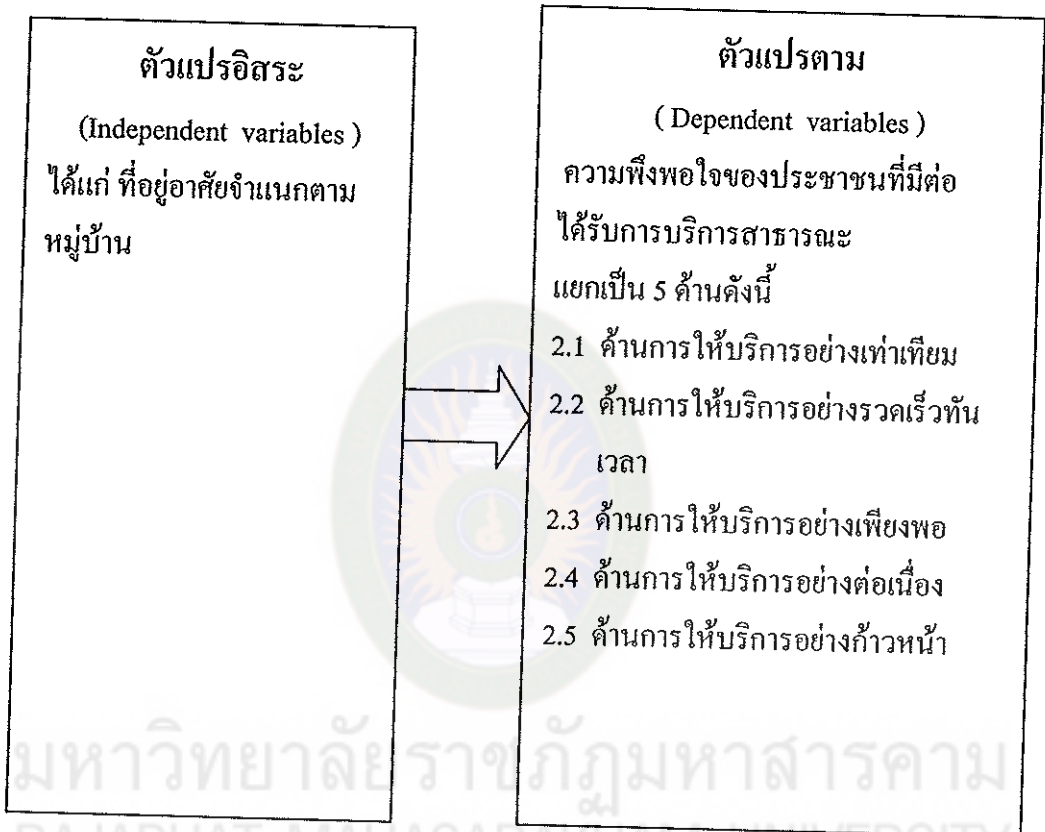 ตัวแปรอิสระ
(Independent variables )
ได้แก่ ที่อยู่อาศัยจำแนกตาม
หมู่บ้าน
ตัวแปรตาม
( Dependent variables )
ความพึงพอใจของประชาชนที่มีต่อ
ได้รับการบริการสาธารณะ
แยกเป็น 5 ด้านดังนี้
2.1 ด้านการให้บริการอย่างเท่าเทียม
2.2 ด้านการให้บริการอย่างรวดเร็วทัน
เวลา
2.3 ด้านการให้บริการอย่างเพียงพอ
2.4 ด้านการให้บริการอย่างต่อเนื่อง
2.5 ด้านการให้บริการอย่างก้าวหน้า
มหาวิทยาลัยราชภัฏมหาสารคาม
RAJABHAT MAHASARAKHAM UNIVERSITY